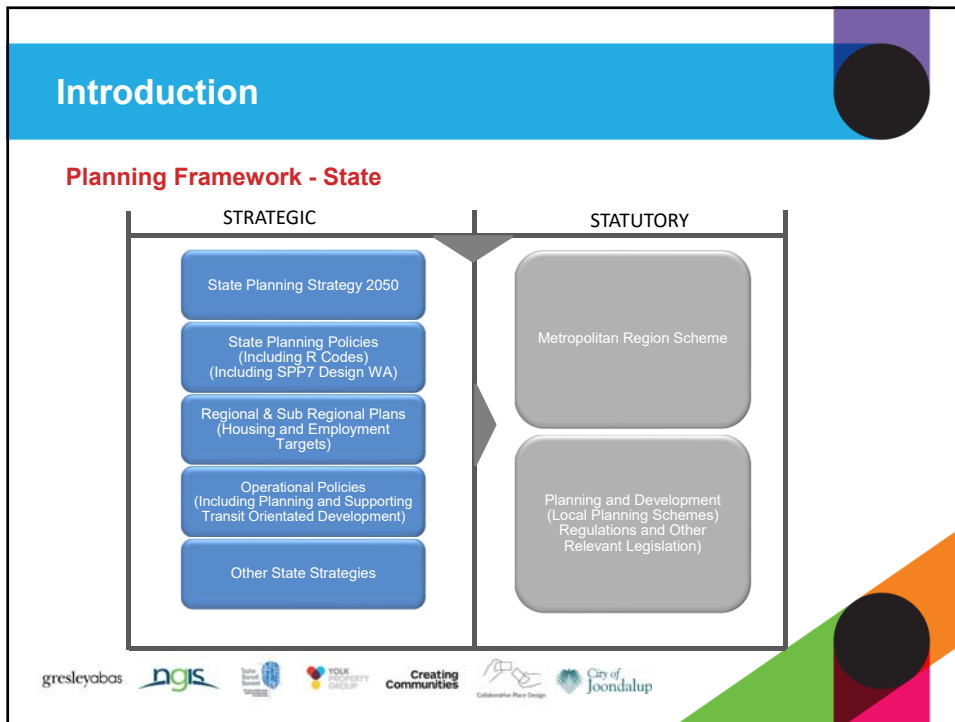 Introduction
Planning Framework - State
STRATEGIC
STATUTORY
State Planning Strategy 2050
State Planning Policies
(Including R Codes)
(Including SPP7 Design WA)
Regional & Sub Regional Plans
(Housing and Employment
Targets)
Operational Policies
(Including Planning and Supporting
Transit Orientated Development)
Other State Strategies
Metropolitan Region Scheme
Planning and Development
(Local Planning Schemes)
Regulations and Other
Relevant Legislation)
gresleyabas
ngis
Taylor
Burrell
Barnett
YOLK
PROPERTY
GROUP
Creating
Communities
Collaborative Place Design
City of
Joondalup